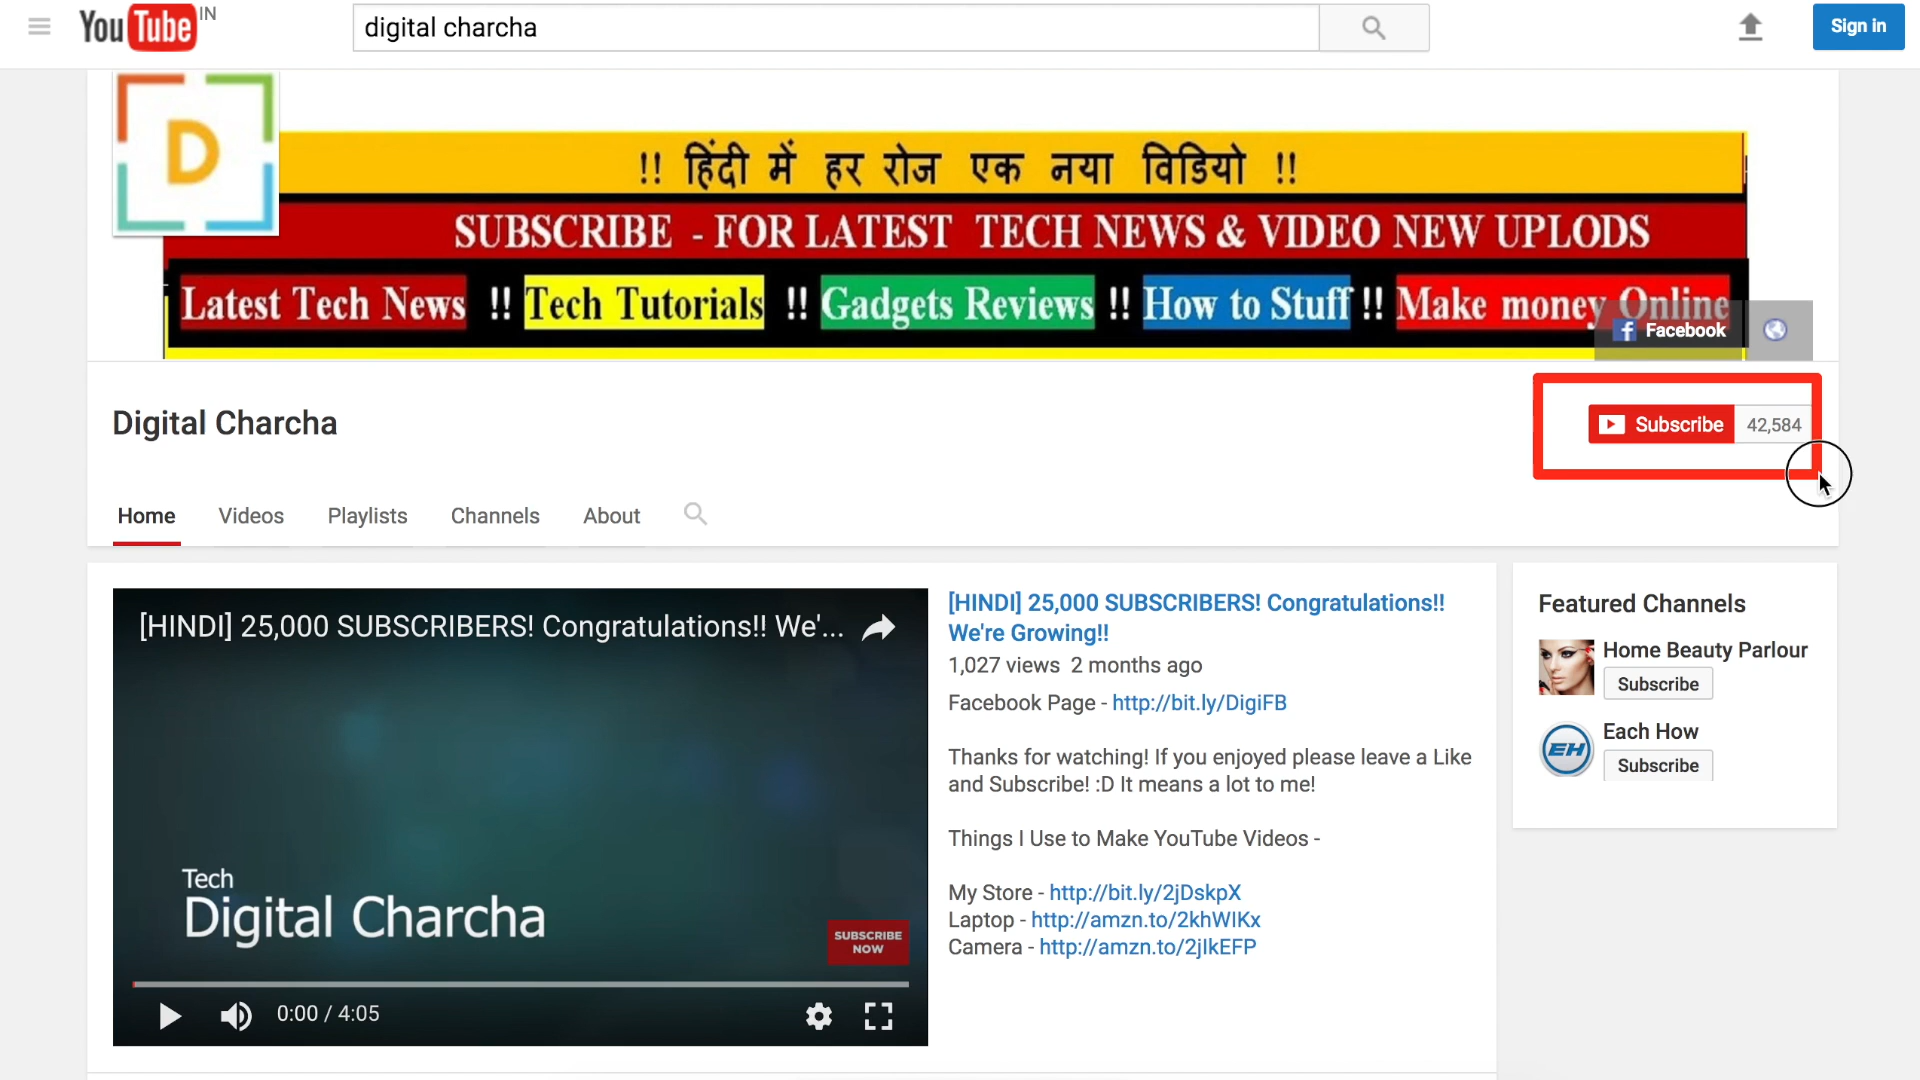 YouTube IN
digital charcha
Sign in
D
!! हिंदी में हर रोज एक नया विडियो !!
SUBSCRIBE - FOR LATEST TECH NEWS & VIDEO NEW UPLODS
Latest Tech News !! Tech Tutorials !! Gadgets Reviews !! How to Stuff !! Make money Online
Facebook
Digital Charcha
Subscribe 42,584
Home Videos Playlists Channels About
[HINDI] 25,000 SUBSCRIBERS! Congratulations!! We'...
Tech
Digital Charcha
SUBSCRIBE
NOW
0:00 / 4:05
[HINDI] 25,000 SUBSCRIBERS! Congratulations!!
We're Growing!!
1,027 views 2 months ago
Facebook Page - http://bit.ly/DigiFB
Thanks for watching! If you enjoyed please leave a Like
and Subscribe! :D It means a lot to me!
Things I Use to Make YouTube Videos -
My Store - http://bit.ly/2jDskpX
Laptop - http://amzn.to/2khWIKx
Camera - http://amzn.to/2jIkEFP
Featured Channels
Home Beauty Parlour
Subscribe
EH
Each How
Subscribe